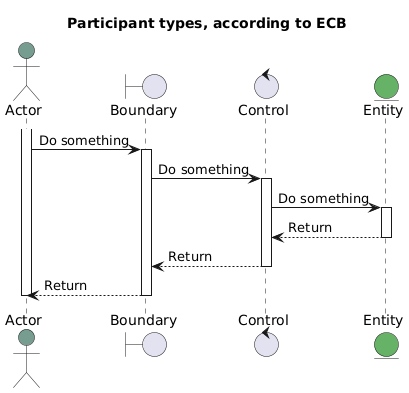 Participant types, according to ECB
Actor
Boundary
Control
Entity
Do something
Do something
Do something
Return
Return
Return
Actor
Boundary
Control
Entity